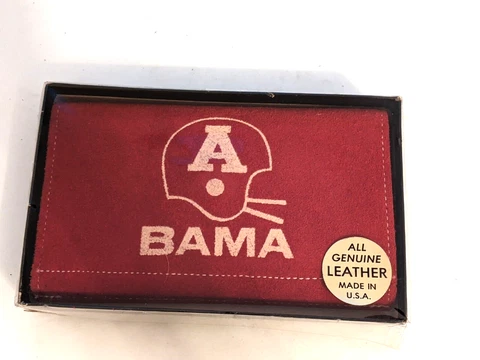 A
BAMA
ALL
GENUINE
LEATHER
MADE IN
U.S.A.